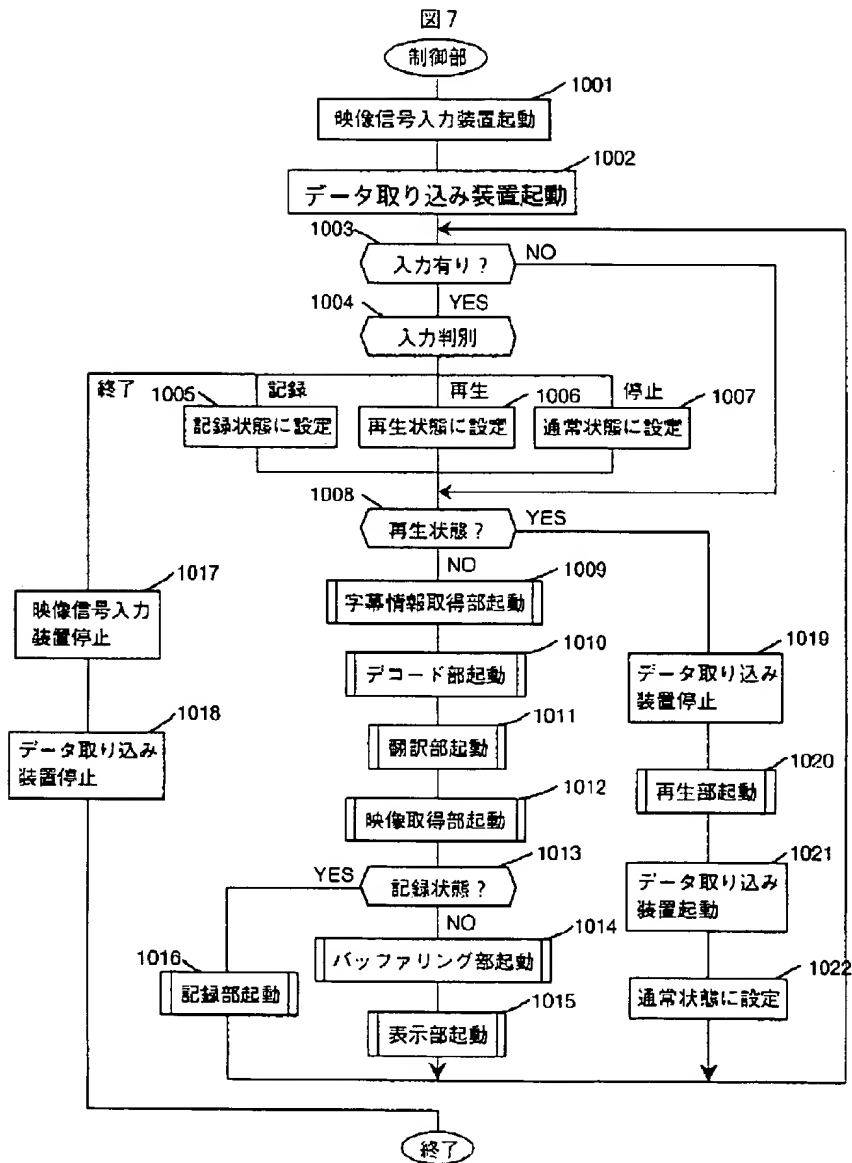 図7
制御部
1001
映像信号入力装置起動
1002
データ取り込み装置起動
1003
入力有り？
NO
YES
1004
入力判別
終了
記録
再生
停止
1005
記録状態に設定
1006
再生状態に設定
1007
通常状態に設定
1008
再生状態？
YES
NO
1009
字幕情報取得部起動
1010
デコード部起動
1011
翻訳部起動
1012
映像取得部起動
1013
記録状態？
YES
NO
1014
バッファリング部起動
1015
表示部起動
1016
記録部起動
1017
映像信号入力
装置停止
1018
データ取り込み
装置停止
1019
データ取り込み
装置停止
1020
再生部起動
1021
データ取り込み
装置起動
1022
通常状態に設定
終了